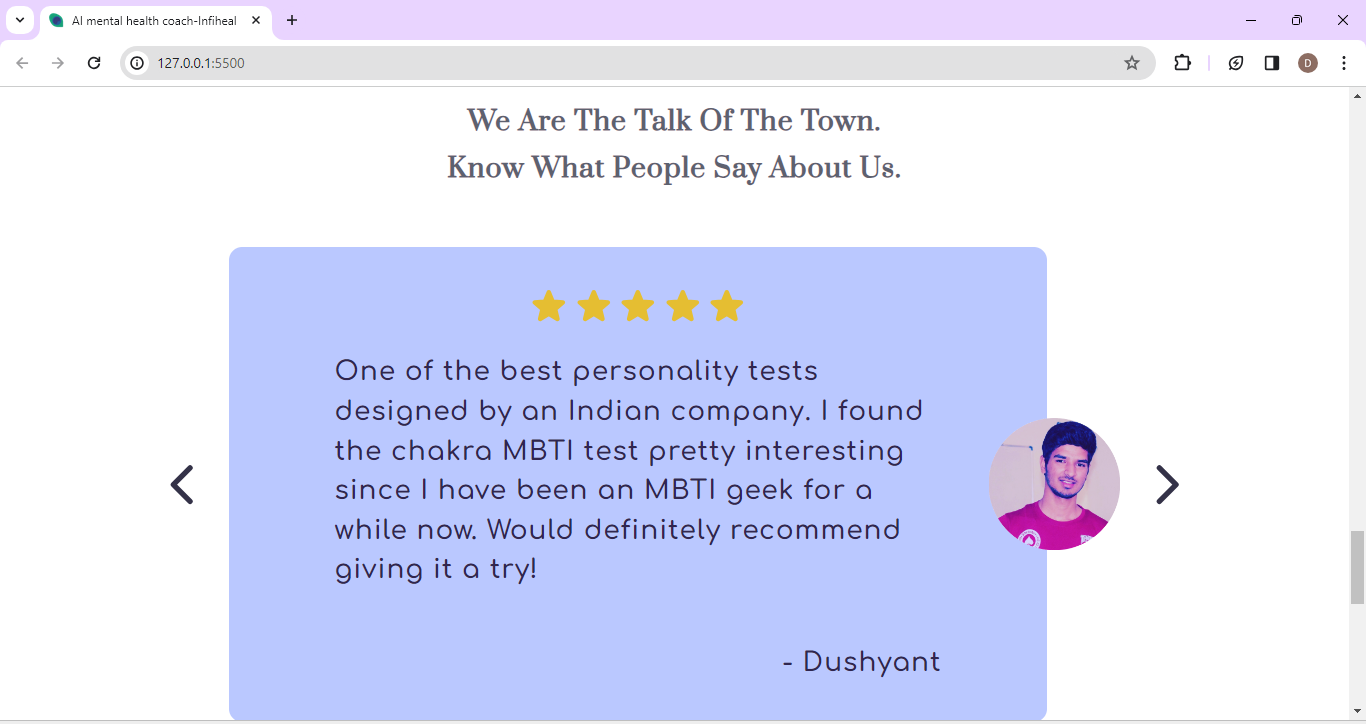 AI mental health coach-Infiheal
127.0.0.1:5500
D
We Are The Talk Of The Town.
Know What People Say About Us.
One of the best personality tests
designed by an Indian company. I found
the chakra MBTI test pretty interesting
since I have been an MBTI geek for a
while now. Would definitely recommend
giving it a try!
- Dushyant